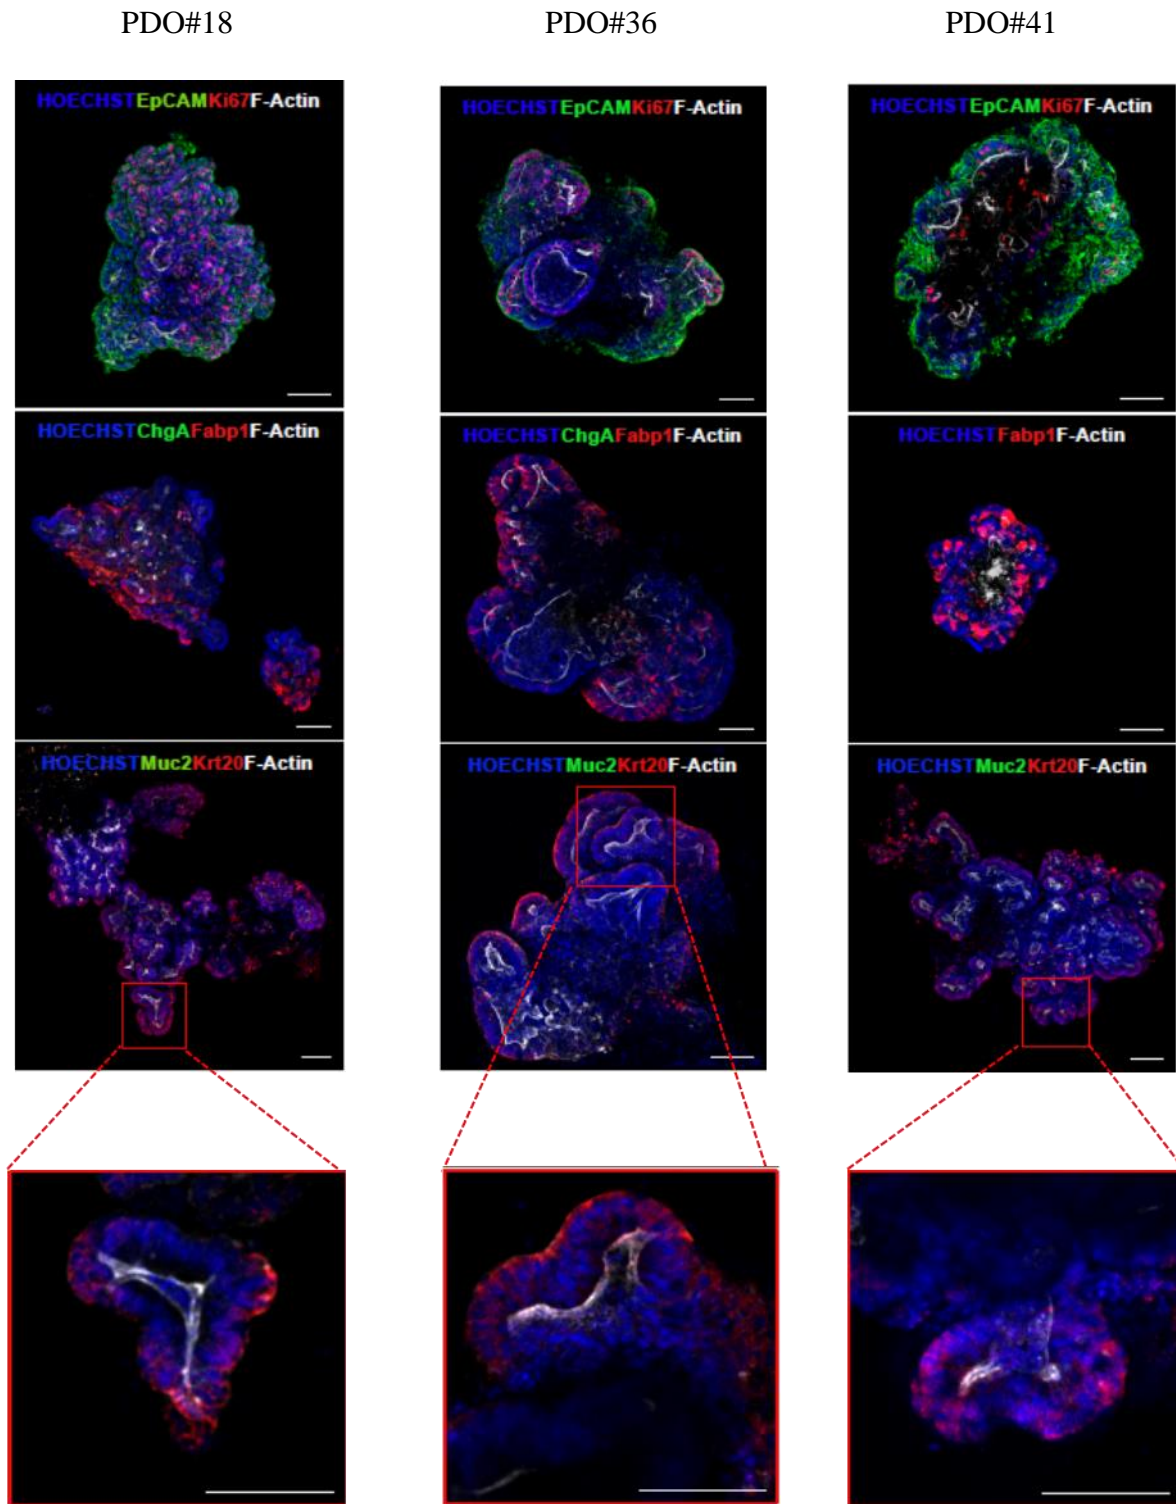 PDO#18 PDO#36 PDO#41
HOECHSTEpCAMKi67F-Actin HOECHSTEpCAMKi67F-Actin HOECHSTEpCAMKi67F-Actin
HOECHSTChgAFabp1F-Actin HOECHSTChgAFabp1F-Actin HOECHSTFabp1F-Actin
HOECHSTMuc2Krt20F-Actin HOECHSTMuc2Krt20F-Actin HOECHSTMuc2Krt20F-Actin